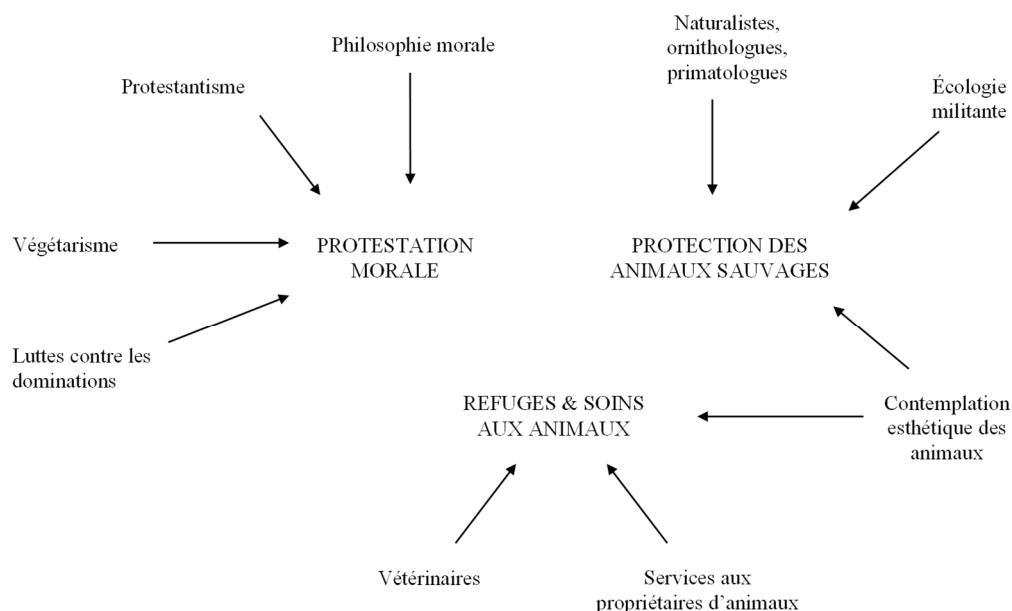 Naturalistes,
ornithologues,
primatologues
Philosophie morale
Protestantisme
Écologie
militante
Végétarisme
PROTESTATION
MORALE
PROTECTION DES
ANIMAUX SAUVAGES
Luttes contre les
dominations
REFUGES & SOINS
AUX ANIMAUX
Contemplation
esthétique des
animaux
Vétérinaires
Services aux
propriétaires d’animaux